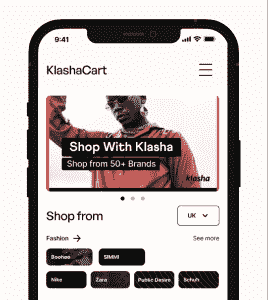 9:41
KlashaCart
Shop With Klasha
Shop from 50+ Brands
klasha
Shop from
UK
Fashion → See more
Boohoo SIMMI
Nike Zara Public Desire Schuh